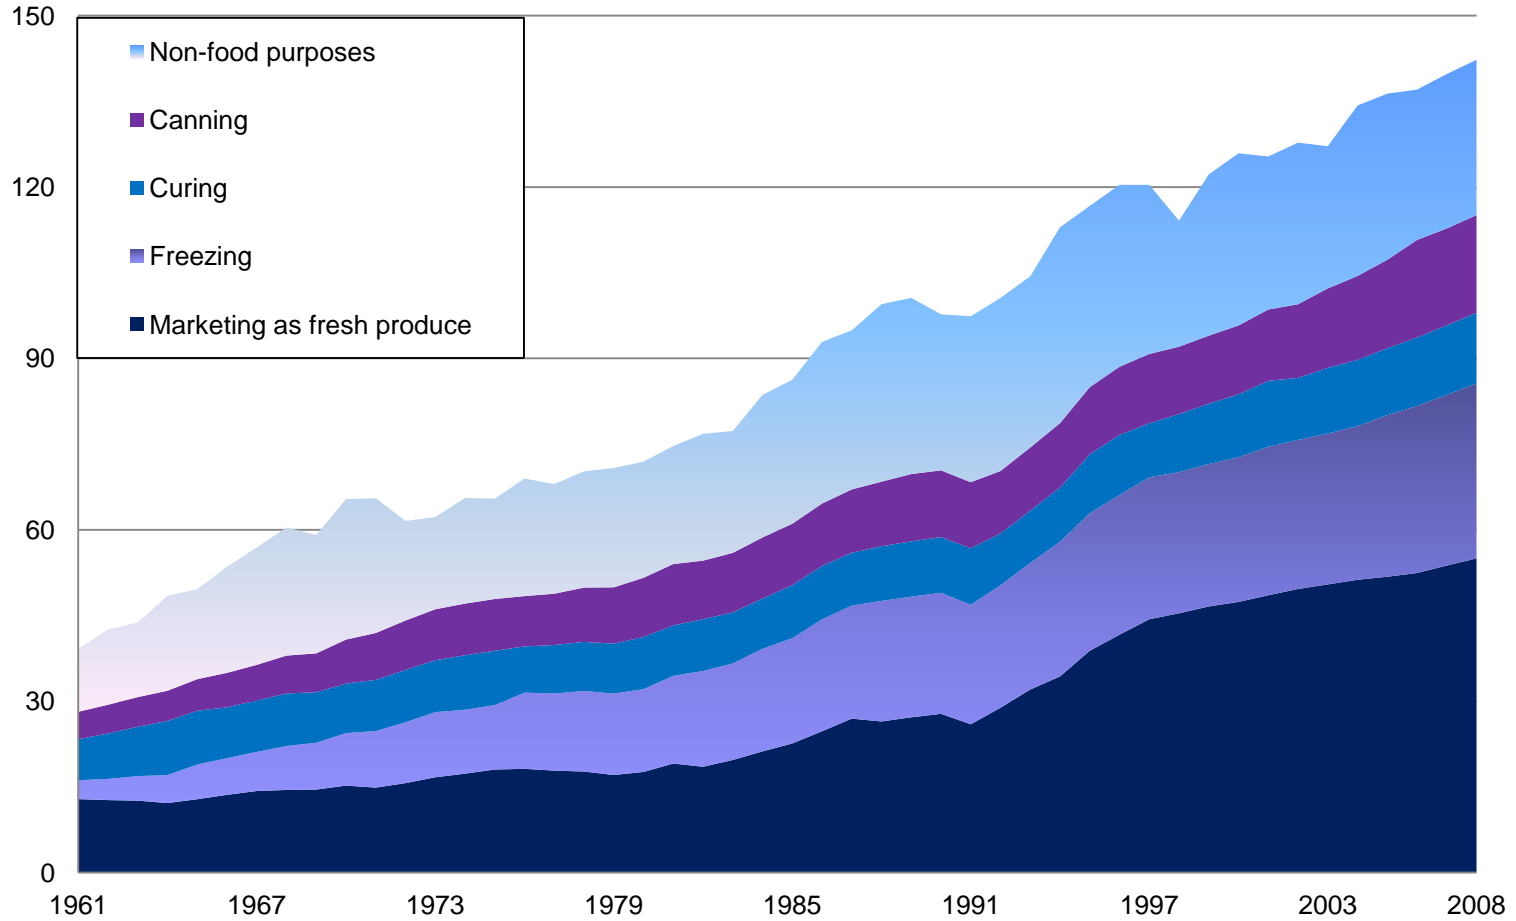 150
Non-food purposes
Canning
120
Curing
Freezing
Marketing as fresh produce
90
60
30
0
1961 1967 1973 1979 1985 1991 1997 2003 2008